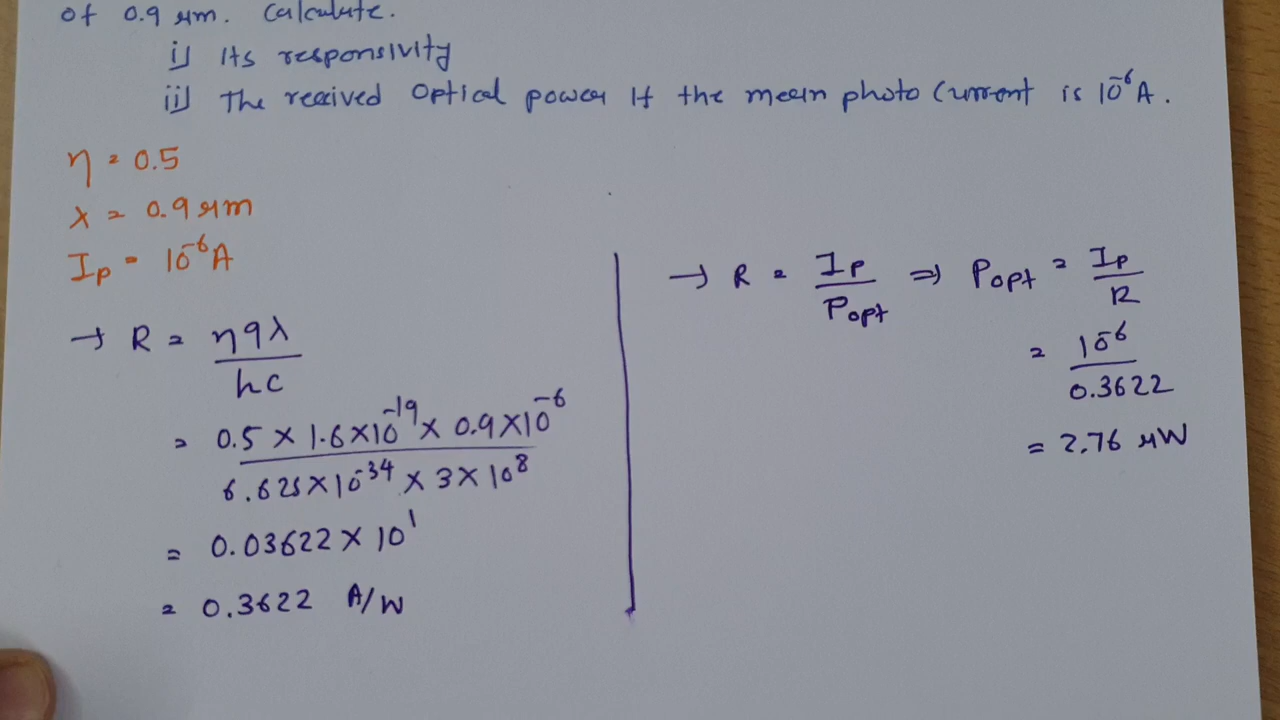 of 0.9 μm. Calculate.
i) Its responsivity
ii) The received Optical power If the mean photo Current is 10⁻⁶A.
η = 0.5
λ = 0.9 μm
Ip = 10⁻⁶A
→ R = ηqλ
hc
= 0.5 × 1.6×10⁻¹⁹ × 0.9×10⁻⁶
6.625×10⁻³⁴ × 3×10⁸
= 0.03622 × 10¹
= 0.3622 A/W
→ R = Ip/Popt ⇒ Popt = Ip/R
= 10⁻⁶
0.3622
= 2.76 μW